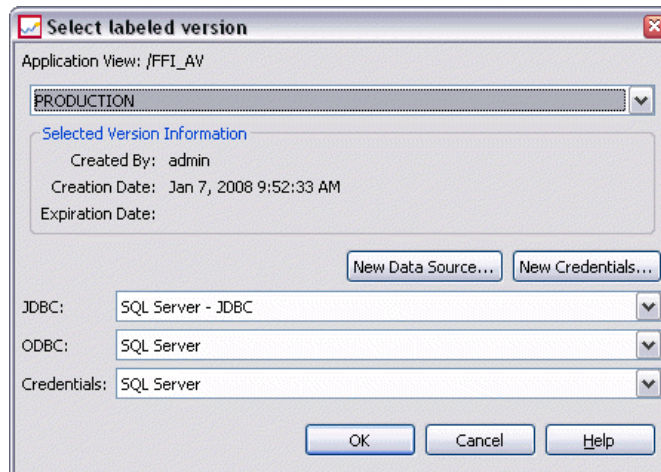 Select labeled version
Application View: /FFI_AV
PRODUCTION
Selected Version Information
Created By: admin
Creation Date: Jan 7, 2008 9:52:33 AM
Expiration Date:
New Data Source... New Credentials...
JDBC: SQL Server - JDBC
ODBC: SQL Server
Credentials: SQL Server
OK Cancel Help